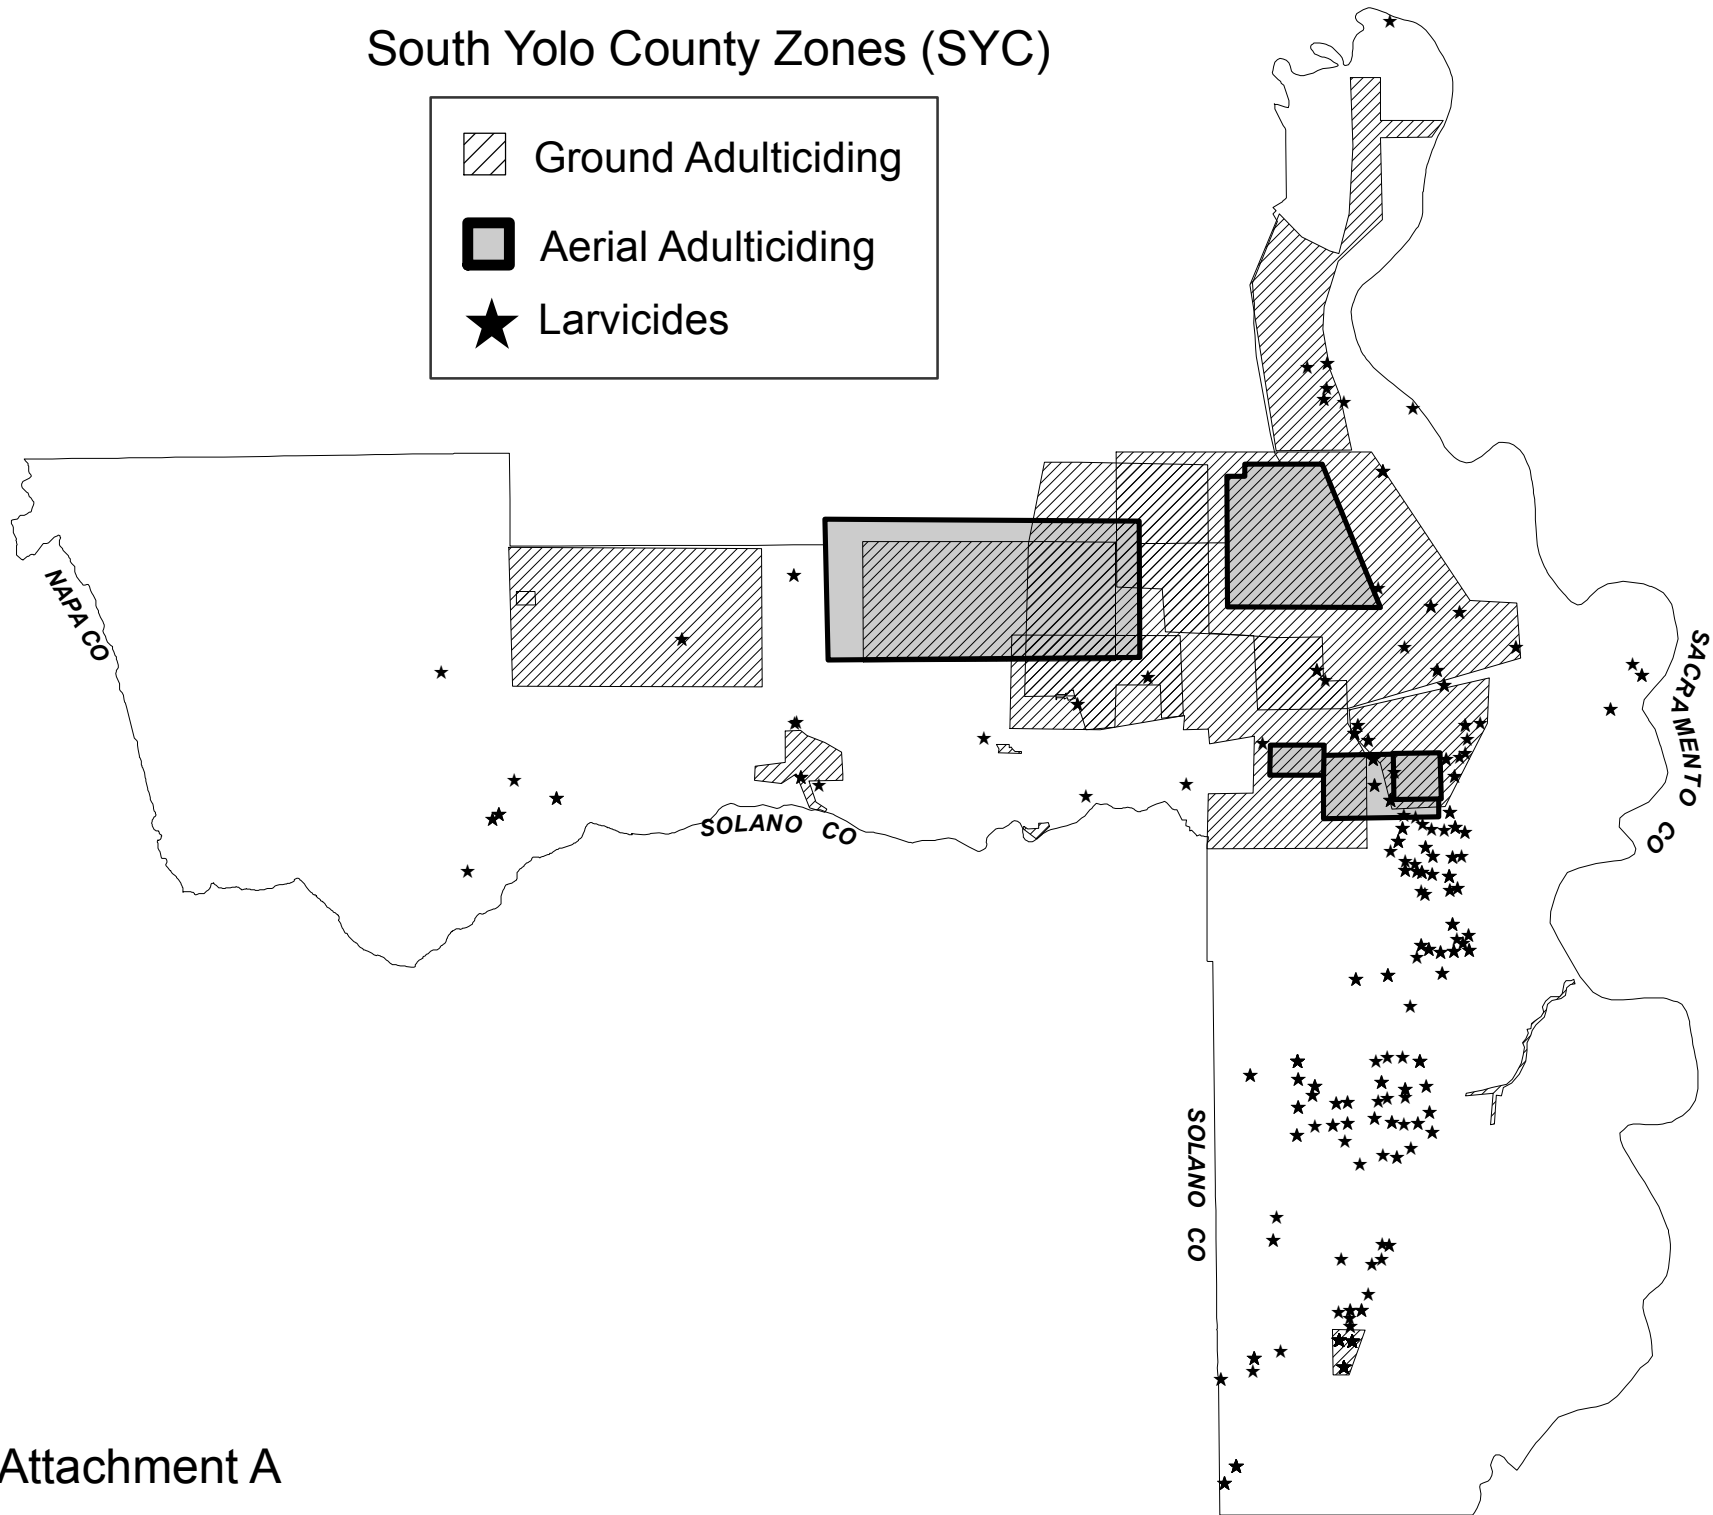 South Yolo County Zones (SYC)
Ground Adulticiding
Aerial Adulticiding
Larvicides
NAPA CO
SACRAMENTO CO
SOLANO CO
SOLANO CO
Attachment A